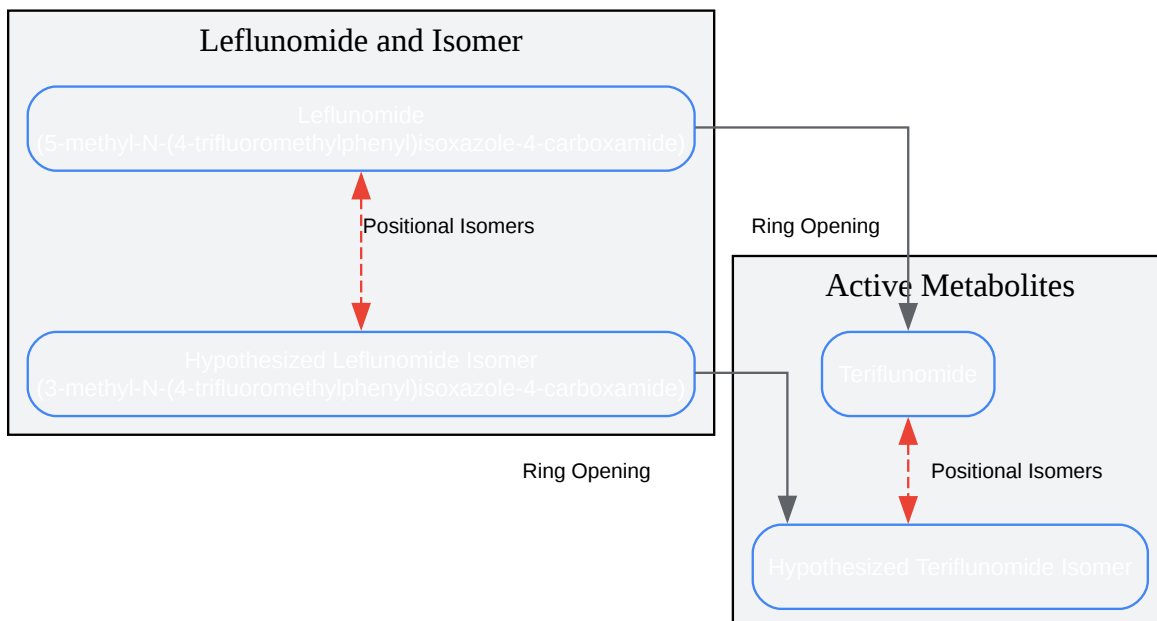 Leflunomide and Isomer
Leflunomide
(5-methyl-N-(4-trifluoromethylphenyl)isoxazole-4-carboxamide)
Positional Isomers
Ring Opening
Hypothesized Leflunomide Isomer
(3-methyl-N-(4-trifluoromethylphenyl)isoxazole-4-carboxamide)
Active Metabolites
Teriflunomide
Ring Opening
Positional Isomers
Hypothesized Teriflunomide Isomer